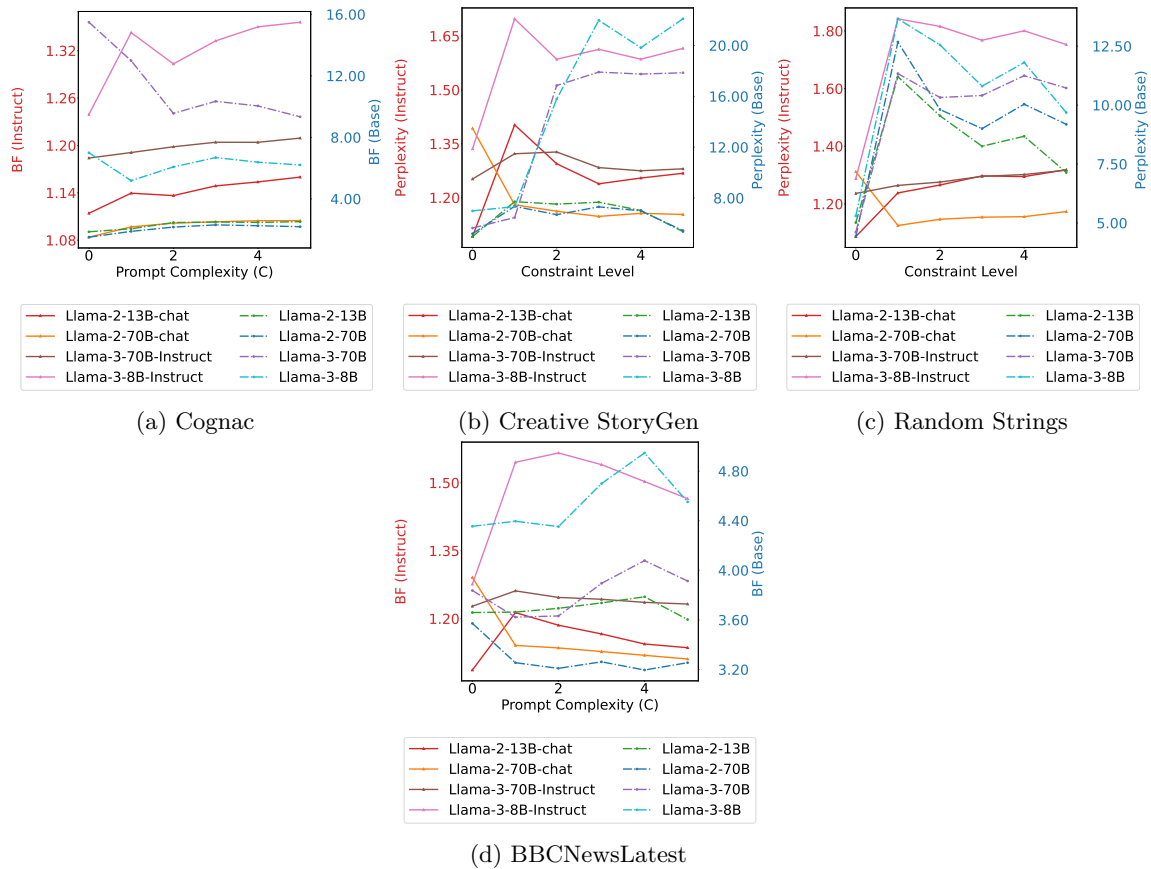 1.32
1.26
1.20
1.14
1.08
BF (Instruct)
16.00
12.00
8.00
4.00
BF (Base)
0 2 4
Prompt Complexity (C)
Llama-2-13B-chat
Llama-2-70B-chat
Llama-3-70B-Instruct
Llama-3-8B-Instruct
Llama-2-13B
Llama-2-70B
Llama-3-70B
Llama-3-8B
(a) Cognac
1.65
1.50
1.35
1.20
Perplexity (Instruct)
20.00
16.00
12.00
8.00
Perplexity (Base)
0 2 4
Constraint Level
Llama-2-13B-chat
Llama-2-70B-chat
Llama-3-70B-Instruct
Llama-3-8B-Instruct
Llama-2-13B
Llama-2-70B
Llama-3-70B
Llama-3-8B
(b) Creative StoryGen
1.80
1.60
1.40
1.20
Perplexity (Instruct)
12.50
10.00
7.50
5.00
Perplexity (Base)
0 2 4
Constraint Level
Llama-2-13B-chat
Llama-2-70B-chat
Llama-3-70B-Instruct
Llama-3-8B-Instruct
Llama-2-13B
Llama-2-70B
Llama-3-70B
Llama-3-8B
(c) Random Strings
1.50
1.35
1.20
BF (Instruct)
4.80
4.40
4.00
3.60
3.20
BF (Base)
0 2 4
Prompt Complexity (C)
Llama-2-13B-chat
Llama-2-70B-chat
Llama-3-70B-Instruct
Llama-3-8B-Instruct
Llama-2-13B
Llama-2-70B
Llama-3-70B
Llama-3-8B
(d) BBCNewsLatest